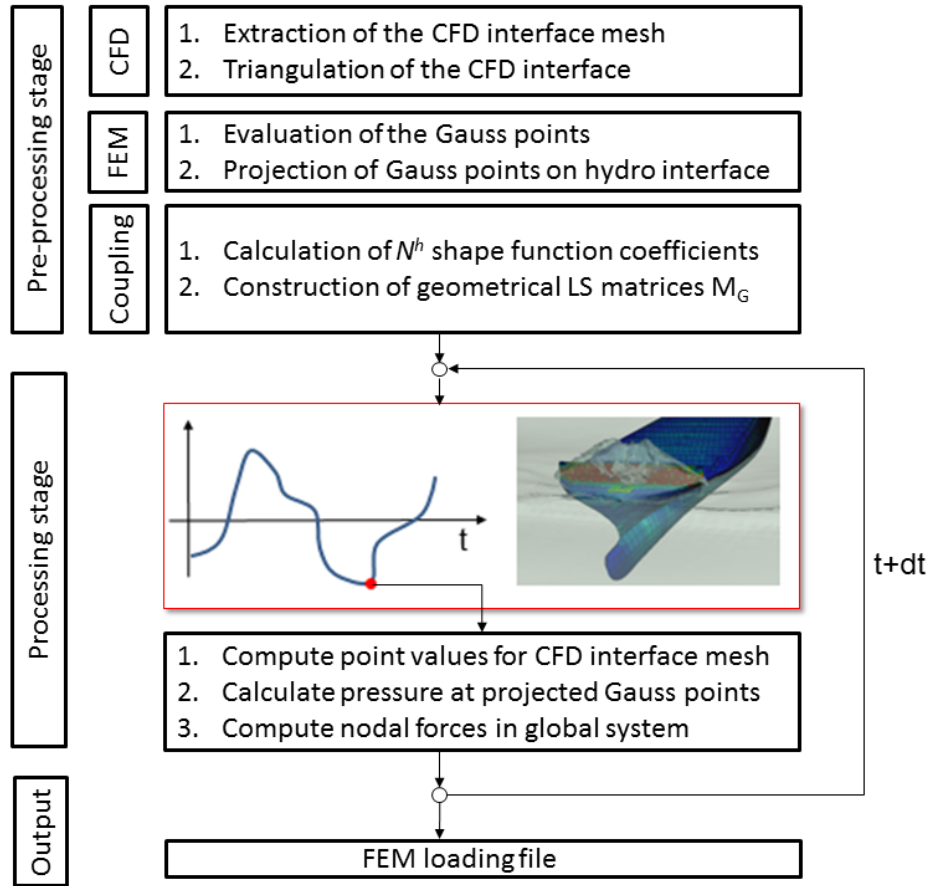 Pre-processing stage
CFD
1. Extraction of the CFD interface mesh
2. Triangulation of the CFD interface
FEM
1. Evaluation of the Gauss points
2. Projection of Gauss points on hydro interface
Coupling
1. Calculation of Nʰ shape function coefficients
2. Construction of geometrical LS matrices M_G
Processing stage
t
t+dt
1. Compute point values for CFD interface mesh
2. Calculate pressure at projected Gauss points
3. Compute nodal forces in global system
Output
FEM loading file